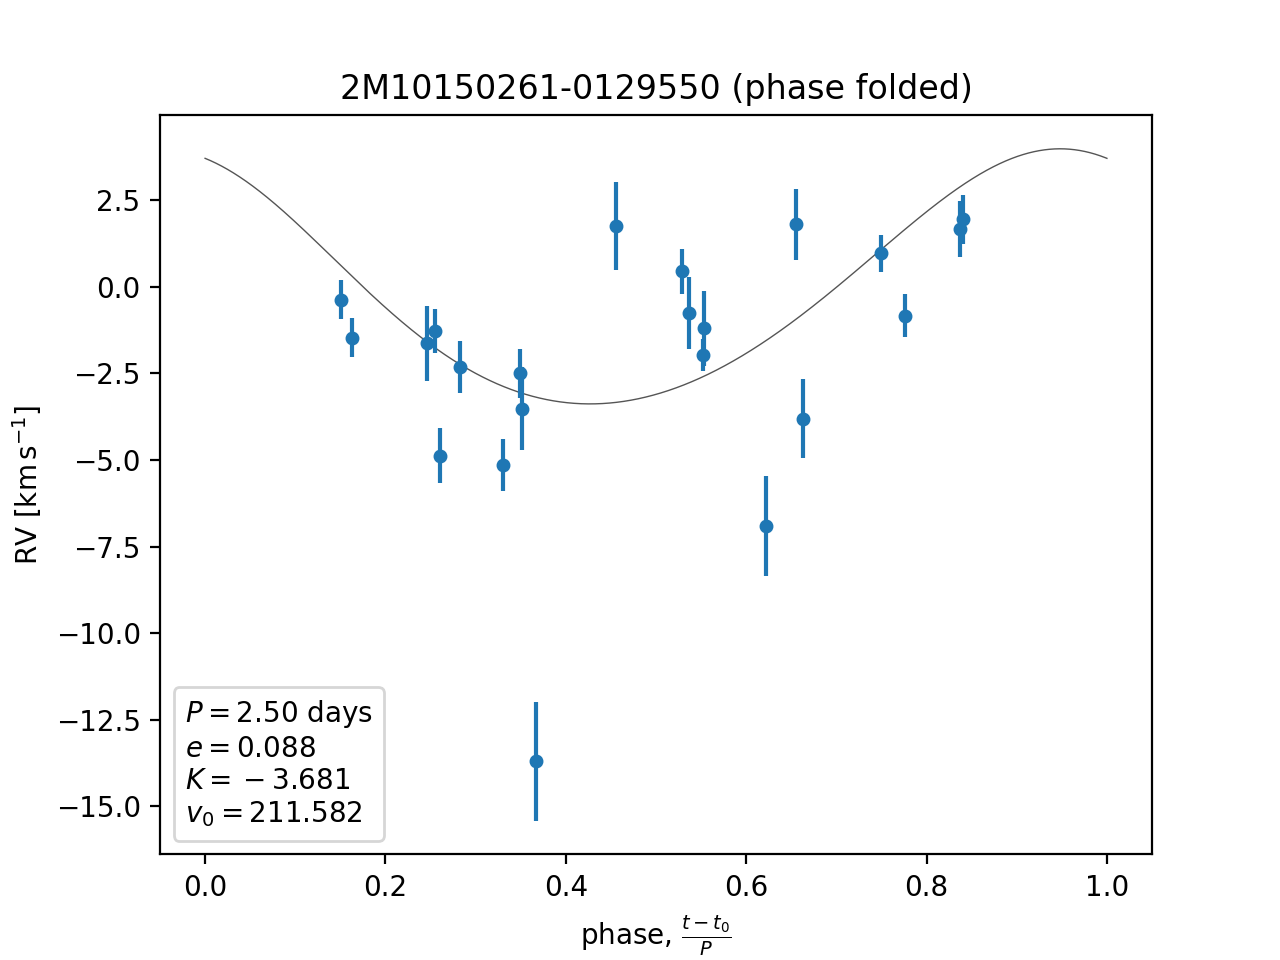 2M10150261-0129550 (phase folded)
RV [km s⁻¹]
2.5
0.0
−2.5
−5.0
−7.5
−10.0
−12.5
−15.0
P = 2.50 days
e = 0.088
K = − 3.681
v₀ = 211.582
0.0 0.2 0.4 0.6 0.8 1.0
phase, (t − t₀)/P